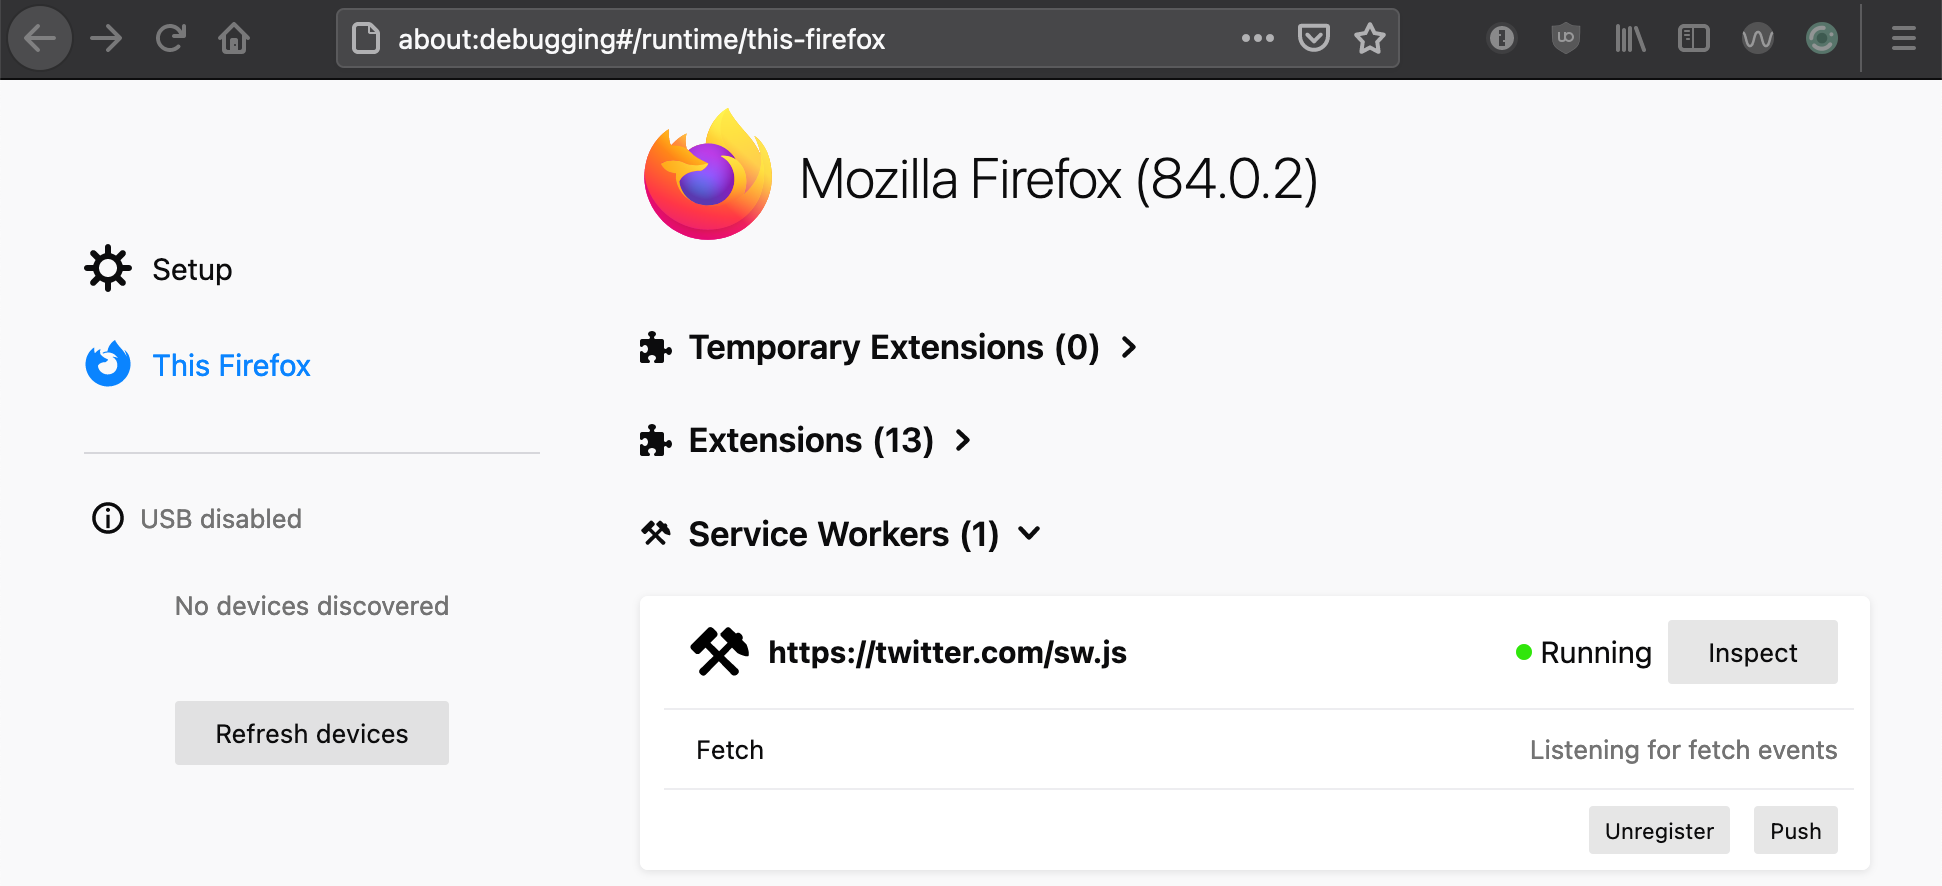 about:debugging#/runtime/this-firefox
Mozilla Firefox (84.0.2)
Setup
This Firefox
USB disabled
No devices discovered
Refresh devices
Temporary Extensions (0)
Extensions (13)
Service Workers (1)
https://twitter.com/sw.js
Running
Inspect
Fetch
Listening for fetch events
Unregister
Push